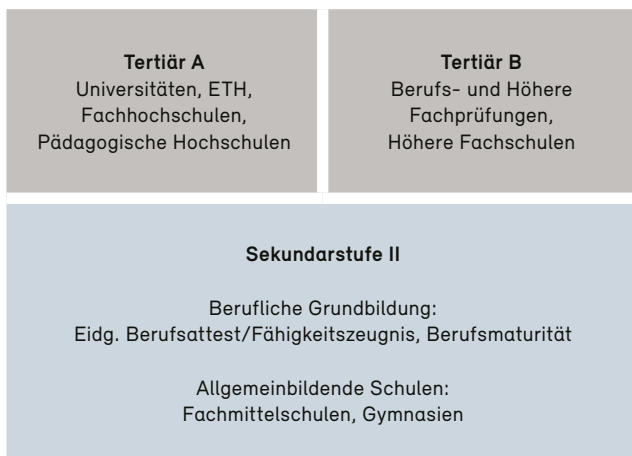 Tertiär A
Universitäten, ETH,
Fachhochschulen,
Pädagogische Hochschulen
Tertiär B
Berufs- und Höhere
Fachprüfungen,
Höhere Fachschulen
Sekundarstufe II
Berufliche Grundbildung:
Eidg. Berufsattest/Fähigkeitszeugnis, Berufsmaturität
Allgemeinbildende Schulen:
Fachmittelschulen, Gymnasien